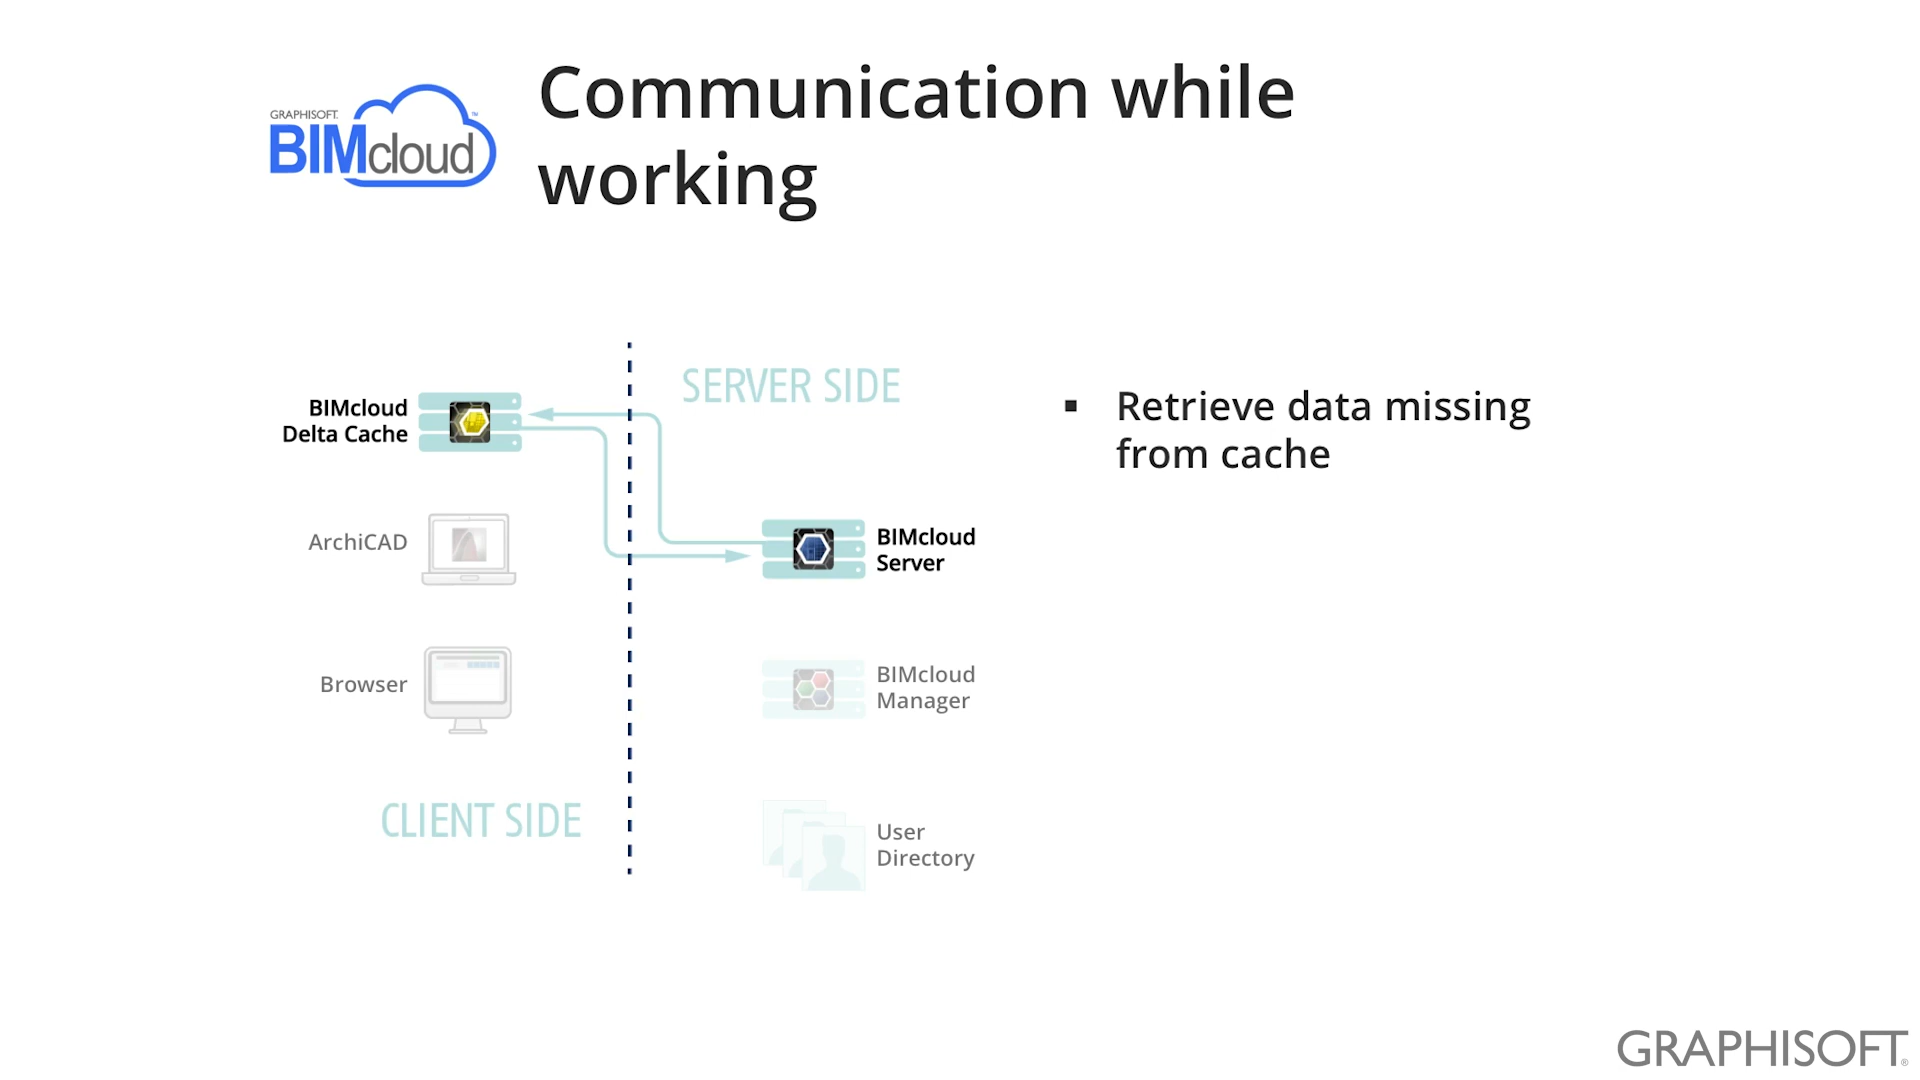 GRAPHISOFT.
BIMcloud™
Communication while
working
SERVER SIDE
BIMcloud
Delta Cache
▪ Retrieve data missing
from cache
ArchiCAD
BIMcloud
Server
Browser
BIMcloud
Manager
CLIENT SIDE
User
Directory
GRAPHISOFT®